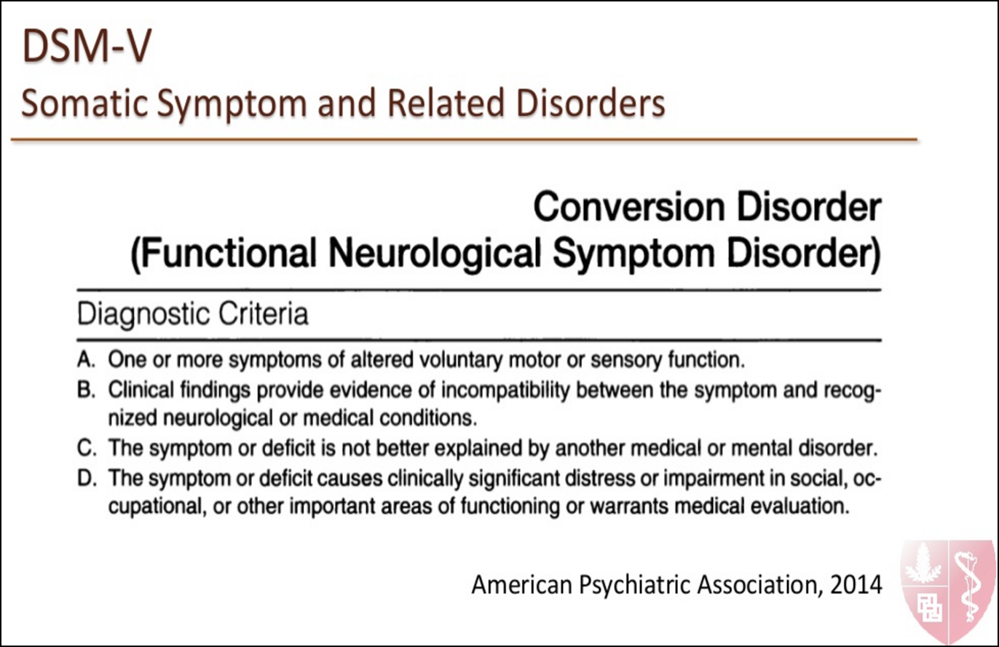 DSM-V
Somatic Symptom and Related Disorders
Conversion Disorder
(Functional Neurological Symptom Disorder)
Diagnostic Criteria
A. One or more symptoms of altered voluntary motor or sensory function.
B. Clinical findings provide evidence of incompatibility between the symptom and recog-
nized neurological or medical conditions.
C. The symptom or deficit is not better explained by another medical or mental disorder.
D. The symptom or deficit causes clinically significant distress or impairment in social, oc-
cupational, or other important areas of functioning or warrants medical evaluation.
American Psychiatric Association, 2014